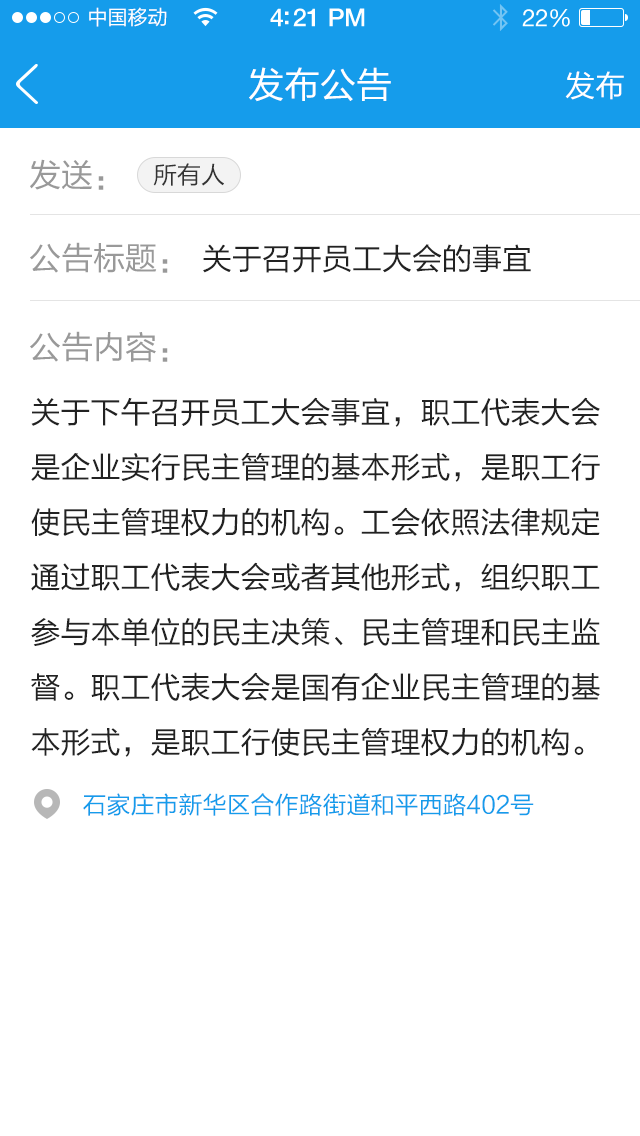 中国移动 4:21 PM 22%
发布公告 发布
发送： 所有人
公告标题： 关于召开员工大会的事宜
公告内容：
关于下午召开员工大会事宜，职工代表大会
是企业实行民主管理的基本形式，是职工行
使民主管理权力的机构。工会依照法律规定
通过职工代表大会或者其他形式，组织职工
参与本单位的民主决策、民主管理和民主监
督。职工代表大会是国有企业民主管理的基
本形式，是职工行使民主管理权力的机构。
石家庄市新华区合作路街道和平西路402号